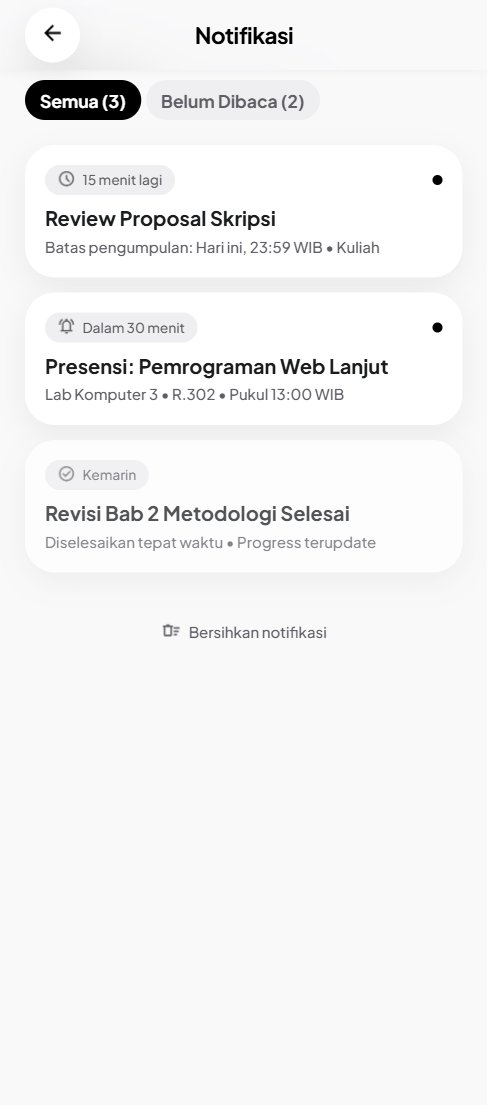 Notifikasi
Semua (3)
Belum Dibaca (2)
15 menit lagi
Review Proposal Skripsi
Batas pengumpulan: Hari ini, 23:59 WIB • Kuliah
Dalam 30 menit
Presensi: Pemrograman Web Lanjut
Lab Komputer 3 • R.302 • Pukul 13:00 WIB
Kemarin
Revisi Bab 2 Metodologi Selesai
Diselesaikan tepat waktu • Progress terupdate
Bersihkan notifikasi